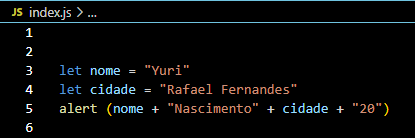 JS index.js > ...
1
2
3 let nome = "Yuri"
4 let cidade = "Rafael Fernandes"
5 alert (nome + "Nascimento" + cidade + "20")
6